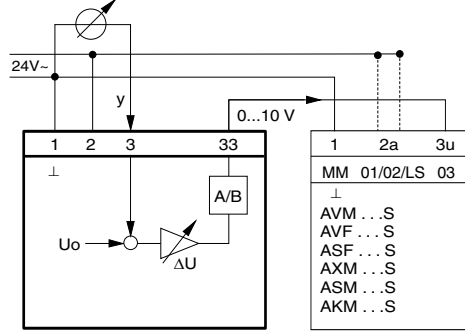 24V~
y
0...10 V
1 2 3 33
1 2a 3u
MM 01/02/LS 03
⊥
⊥
A/B
Uo
ΔU
AVM . . .S
AVF . . .S
ASF . . .S
AXM . . .S
ASM . . .S
AKM . . .S